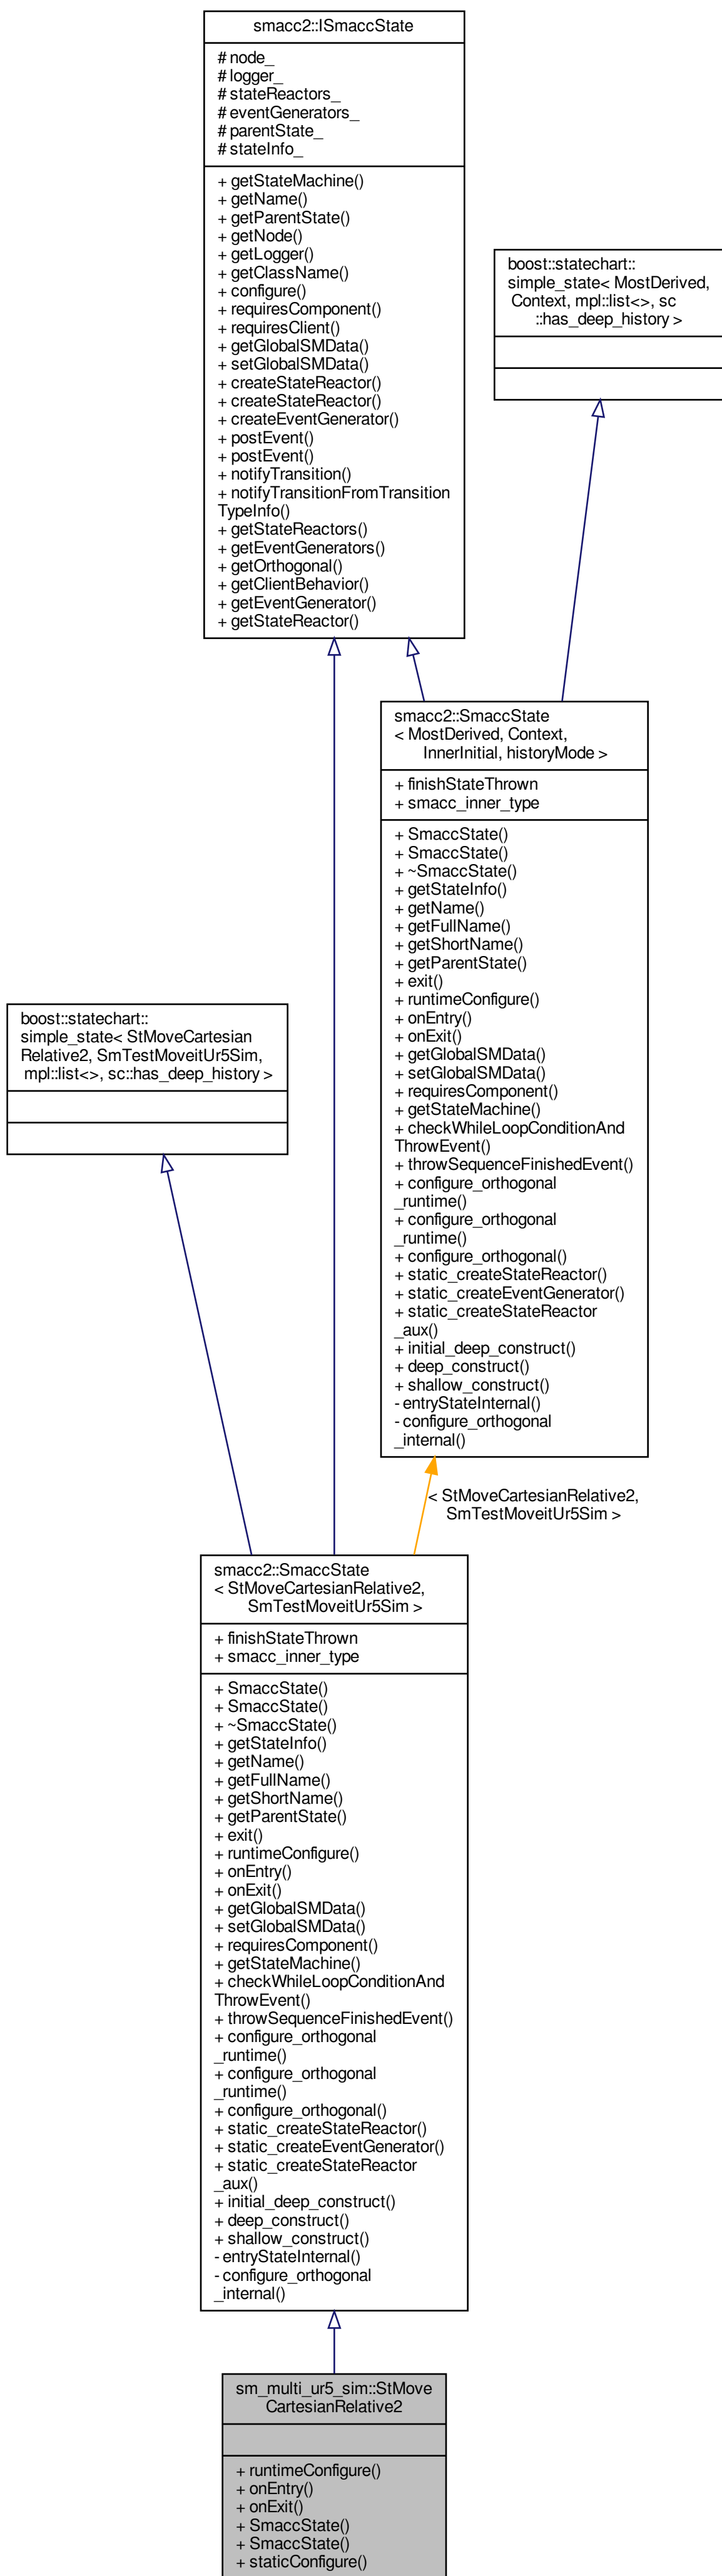 smacc2::ISmaccState
# node_
# logger_
# stateReactors_
# eventGenerators_
# parentState_
# stateInfo_
+ getStateMachine()
+ getName()
+ getParentState()
+ getNode()
+ getLogger()
+ getClassName()
+ configure()
+ requiresComponent()
+ requiresClient()
+ getGlobalSMData()
+ setGlobalSMData()
+ createStateReactor()
+ createStateReactor()
+ createEventGenerator()
+ postEvent()
+ postEvent()
+ notifyTransition()
+ notifyTransitionFromTransition
TypeInfo()
+ getStateReactors()
+ getEventGenerators()
+ getOrthogonal()
+ getClientBehavior()
+ getEventGenerator()
+ getStateReactor()
boost::statechart::
simple_state< MostDerived,
Context, mpl::list<>, sc
::has_deep_history >
smacc2::SmaccState
< MostDerived, Context,
InnerInitial, historyMode >
+ finishStateThrown
+ smacc_inner_type
+ SmaccState()
+ SmaccState()
+ ~SmaccState()
+ getStateInfo()
+ getName()
+ getFullName()
+ getShortName()
+ getParentState()
+ exit()
+ runtimeConfigure()
+ onEntry()
+ onExit()
+ getGlobalSMData()
+ setGlobalSMData()
+ requiresComponent()
+ getStateMachine()
+ checkWhileLoopConditionAnd
ThrowEvent()
+ throwSequenceFinishedEvent()
+ configure_orthogonal
_runtime()
+ configure_orthogonal
_runtime()
+ configure_orthogonal()
+ static_createStateReactor()
+ static_createEventGenerator()
+ static_createStateReactor
_aux()
+ initial_deep_construct()
+ deep_construct()
+ shallow_construct()
- entryStateInternal()
- configure_orthogonal
_internal()
boost::statechart::
simple_state< StMoveCartesian
Relative2, SmTestMoveitUr5Sim,
mpl::list<>, sc::has_deep_history >
< StMoveCartesianRelative2,
SmTestMoveitUr5Sim >
smacc2::SmaccState
< StMoveCartesianRelative2,
SmTestMoveitUr5Sim >
+ finishStateThrown
+ smacc_inner_type
+ SmaccState()
+ SmaccState()
+ ~SmaccState()
+ getStateInfo()
+ getName()
+ getFullName()
+ getShortName()
+ getParentState()
+ exit()
+ runtimeConfigure()
+ onEntry()
+ onExit()
+ getGlobalSMData()
+ setGlobalSMData()
+ requiresComponent()
+ getStateMachine()
+ checkWhileLoopConditionAnd
ThrowEvent()
+ throwSequenceFinishedEvent()
+ configure_orthogonal
_runtime()
+ configure_orthogonal
_runtime()
+ configure_orthogonal()
+ static_createStateReactor()
+ static_createEventGenerator()
+ static_createStateReactor
_aux()
+ initial_deep_construct()
+ deep_construct()
+ shallow_construct()
- entryStateInternal()
- configure_orthogonal
_internal()
sm_multi_ur5_sim::StMove
CartesianRelative2
+ runtimeConfigure()
+ onEntry()
+ onExit()
+ SmaccState()
+ SmaccState()
+ staticConfigure()